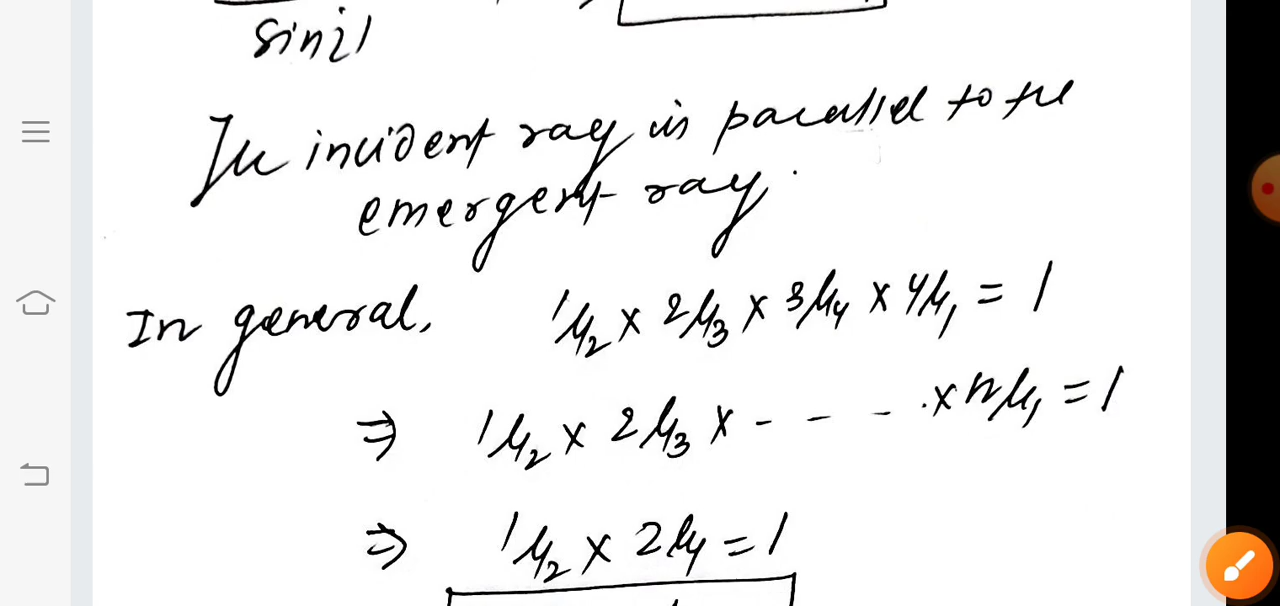 sini1
The incident ray is parallel to the
emergent ray.
In general, ¹μ₂ × ²μ₃ × ³μ₄ × ⁴μ₁ = 1
⇒ ¹μ₂ × ²μ₃ × - - - - .× ⁿμ₁ = 1
⇒ ¹μ₂ × ²μ₁ = 1